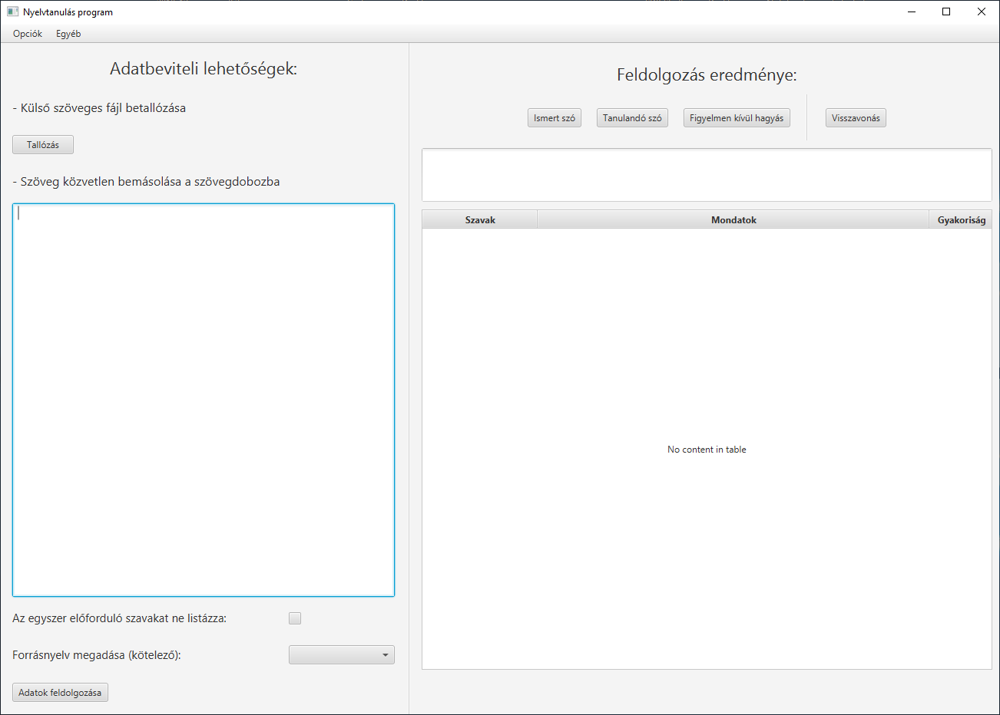 Nyelvtanulás program
Opciók Egyéb
Adatbeviteli lehetőségek:
- Külső szöveges fájl betallózása
Tallózás
- Szöveg közvetlen bemásolása a szövegdobozba
Az egyszer előforduló szavakat ne listázza:
Forrásnyelv megadása (kötelező):
Adatok feldolgozása
Feldolgozás eredménye:
Ismert szó Tanulandó szó Figyelmen kívül hagyás Visszavonás
Szavak Mondatok Gyakoriság
No content in table